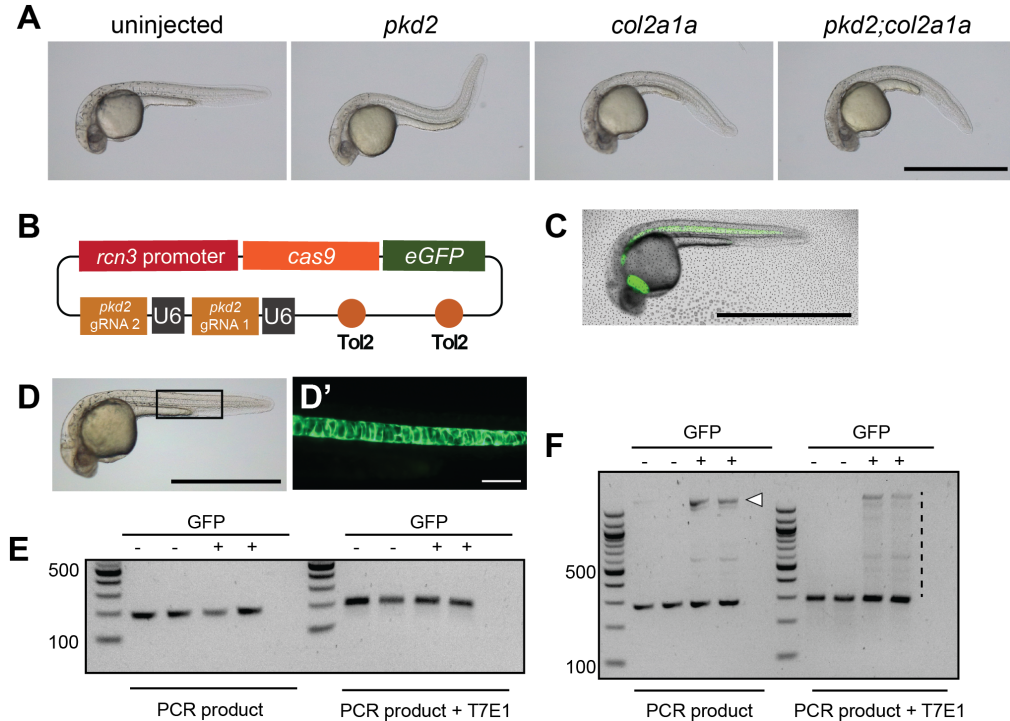 A
uninjected
pkd2
col2a1a
pkd2;col2a1a
B
rcn3 promoter
cas9
eGFP
pkd2
gRNA 2
U6
pkd2
gRNA 1
U6
Tol2
Tol2
C
D
D’
E
GFP
- - + +
GFP
- - + +
500
100
PCR product
PCR product + T7E1
F
GFP
- - + +
GFP
- - + +
500
100
PCR product
PCR product + T7E1